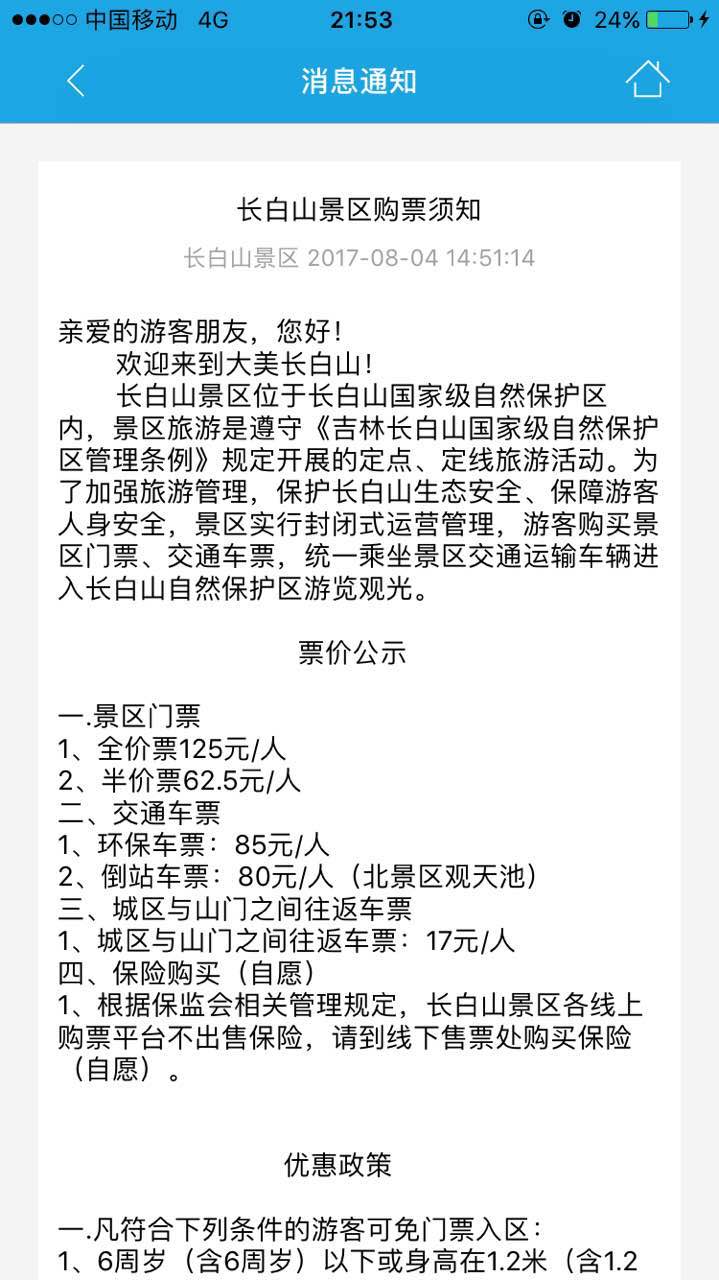 中国移动 4G 21:53 24%
消息通知
长白山景区购票须知
长白山景区 2017-08-04 14:51:14
亲爱的游客朋友，您好！
欢迎来到大美长白山！
长白山景区位于长白山国家级自然保护区
内，景区旅游是遵守《吉林长白山国家级自然保护
区管理条例》规定开展的定点、定线旅游活动。为
了加强旅游管理，保护长白山生态安全、保障游客
人身安全，景区实行封闭式运营管理，游客购买景
区门票、交通车票，统一乘坐景区交通运输车辆进
入长白山自然保护区游览观光。
票价公示
一.景区门票
1、全价票125元/人
2、半价票62.5元/人
二、交通车票
1、环保车票：85元/人
2、倒站车票：80元/人（北景区观天池）
三、城区与山门之间往返车票
1、城区与山门之间往返车票：17元/人
四、保险购买（自愿）
1、根据保监会相关管理规定，长白山景区各线上
购票平台不出售保险，请到线下售票处购买保险
（自愿）。
优惠政策
一.凡符合下列条件的游客可免门票入区：
1、6周岁（含6周岁）以下或身高在1.2米（含1.2